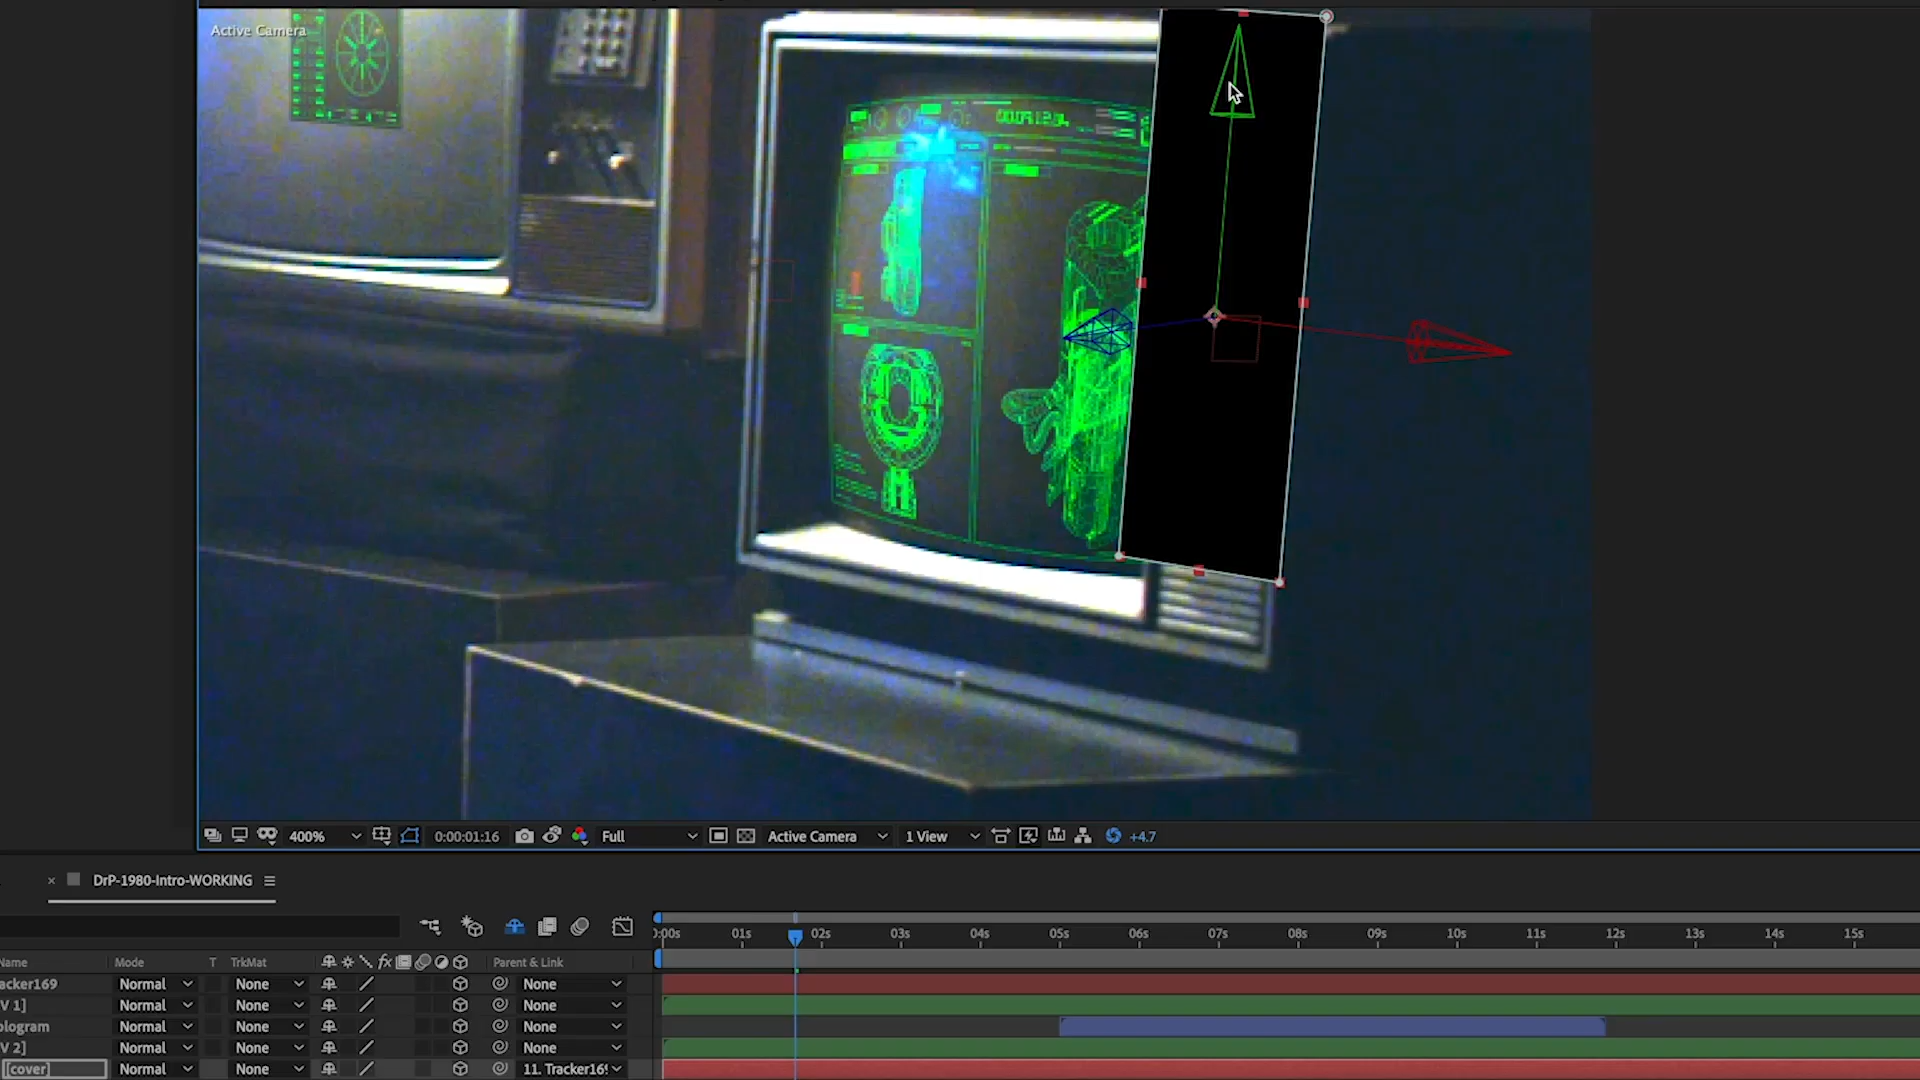 Active Camera
400%
0:00:01:16
Full
Active Camera
1 View
+4.7
× DrP-1980-Intro-WORKING
0:00s 01s 02s 03s 04s 05s 06s 07s 08s 09s 10s 11s 12s 13s 14s 15s
Name Mode T TrkMat fx Parent & Link
acker169 Normal None None
V 1] Normal None None
ologram Normal None None
V 2] Normal None None
[cover] Normal None 11. Tracker16